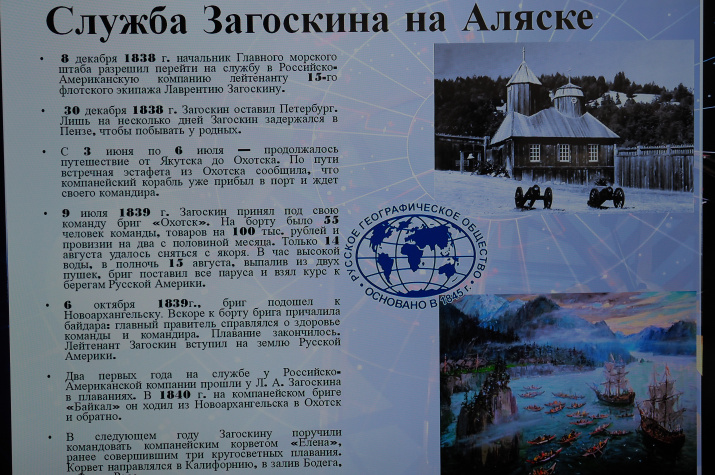 Служба Загоскина на Аляске
• 8 декабря 1838 г. начальник Главного морского
штаба разрешил перейти на службу в Российско-
Американскую компанию лейтенанту 15-го
флотского экипажа Лаврентию Загоскину.
• 30 декабря 1838 г. Загоскин оставил Петербург.
Лишь на несколько дней Загоскин задержался в
Пензе, чтобы побывать у родных.
• С 3 июня по 6 июля — продолжалось
путешествие от Якутска до Охотска. По пути
встречная эстафета из Охотска сообщила, что
компанейский корабль уже прибыл в порт и ждет
своего командира.
• 9 июля 1839 г. Загоскин принял под свою
команду бриг «Охотск». На борту было 55
человек команды, товаров на 100 тыс. рублей и
провизии на два с половиной месяца. Только 14
августа удалось сняться с якоря. В час высокой
воды, в полночь 15 августа, выпалив из двух
пушек, бриг поставил все паруса и взял курс к
берегам Русской Америки.
• 6 октября 1839г., бриг подошел к
Новоархангельску. Вскоре к борту брига причалила
байдара: главный правитель справлялся о здоровье
команды и командира. Плавание закончилось.
Лейтенант Загоскин вступил на землю Русской
Америки.
• Два первых года на службе у Российско-
Американской компании прошли у Л. А. Загоскина
в плаваниях. В 1840 г. на компанейском бриге
«Байкал» он ходил из Новоархангельска в Охотск
и обратно.
• В следующем году Загоскину поручили
командовать компанейским корветом «Елена»,
ранее совершившим три кругосветных плавания.
Корвет направлялся в Калифорнию, в залив Бодега.
РУССКОЕ ГЕОГРАФИЧЕСКОЕ ОБЩЕСТВО
• ОСНОВАНО В 1845 г. •